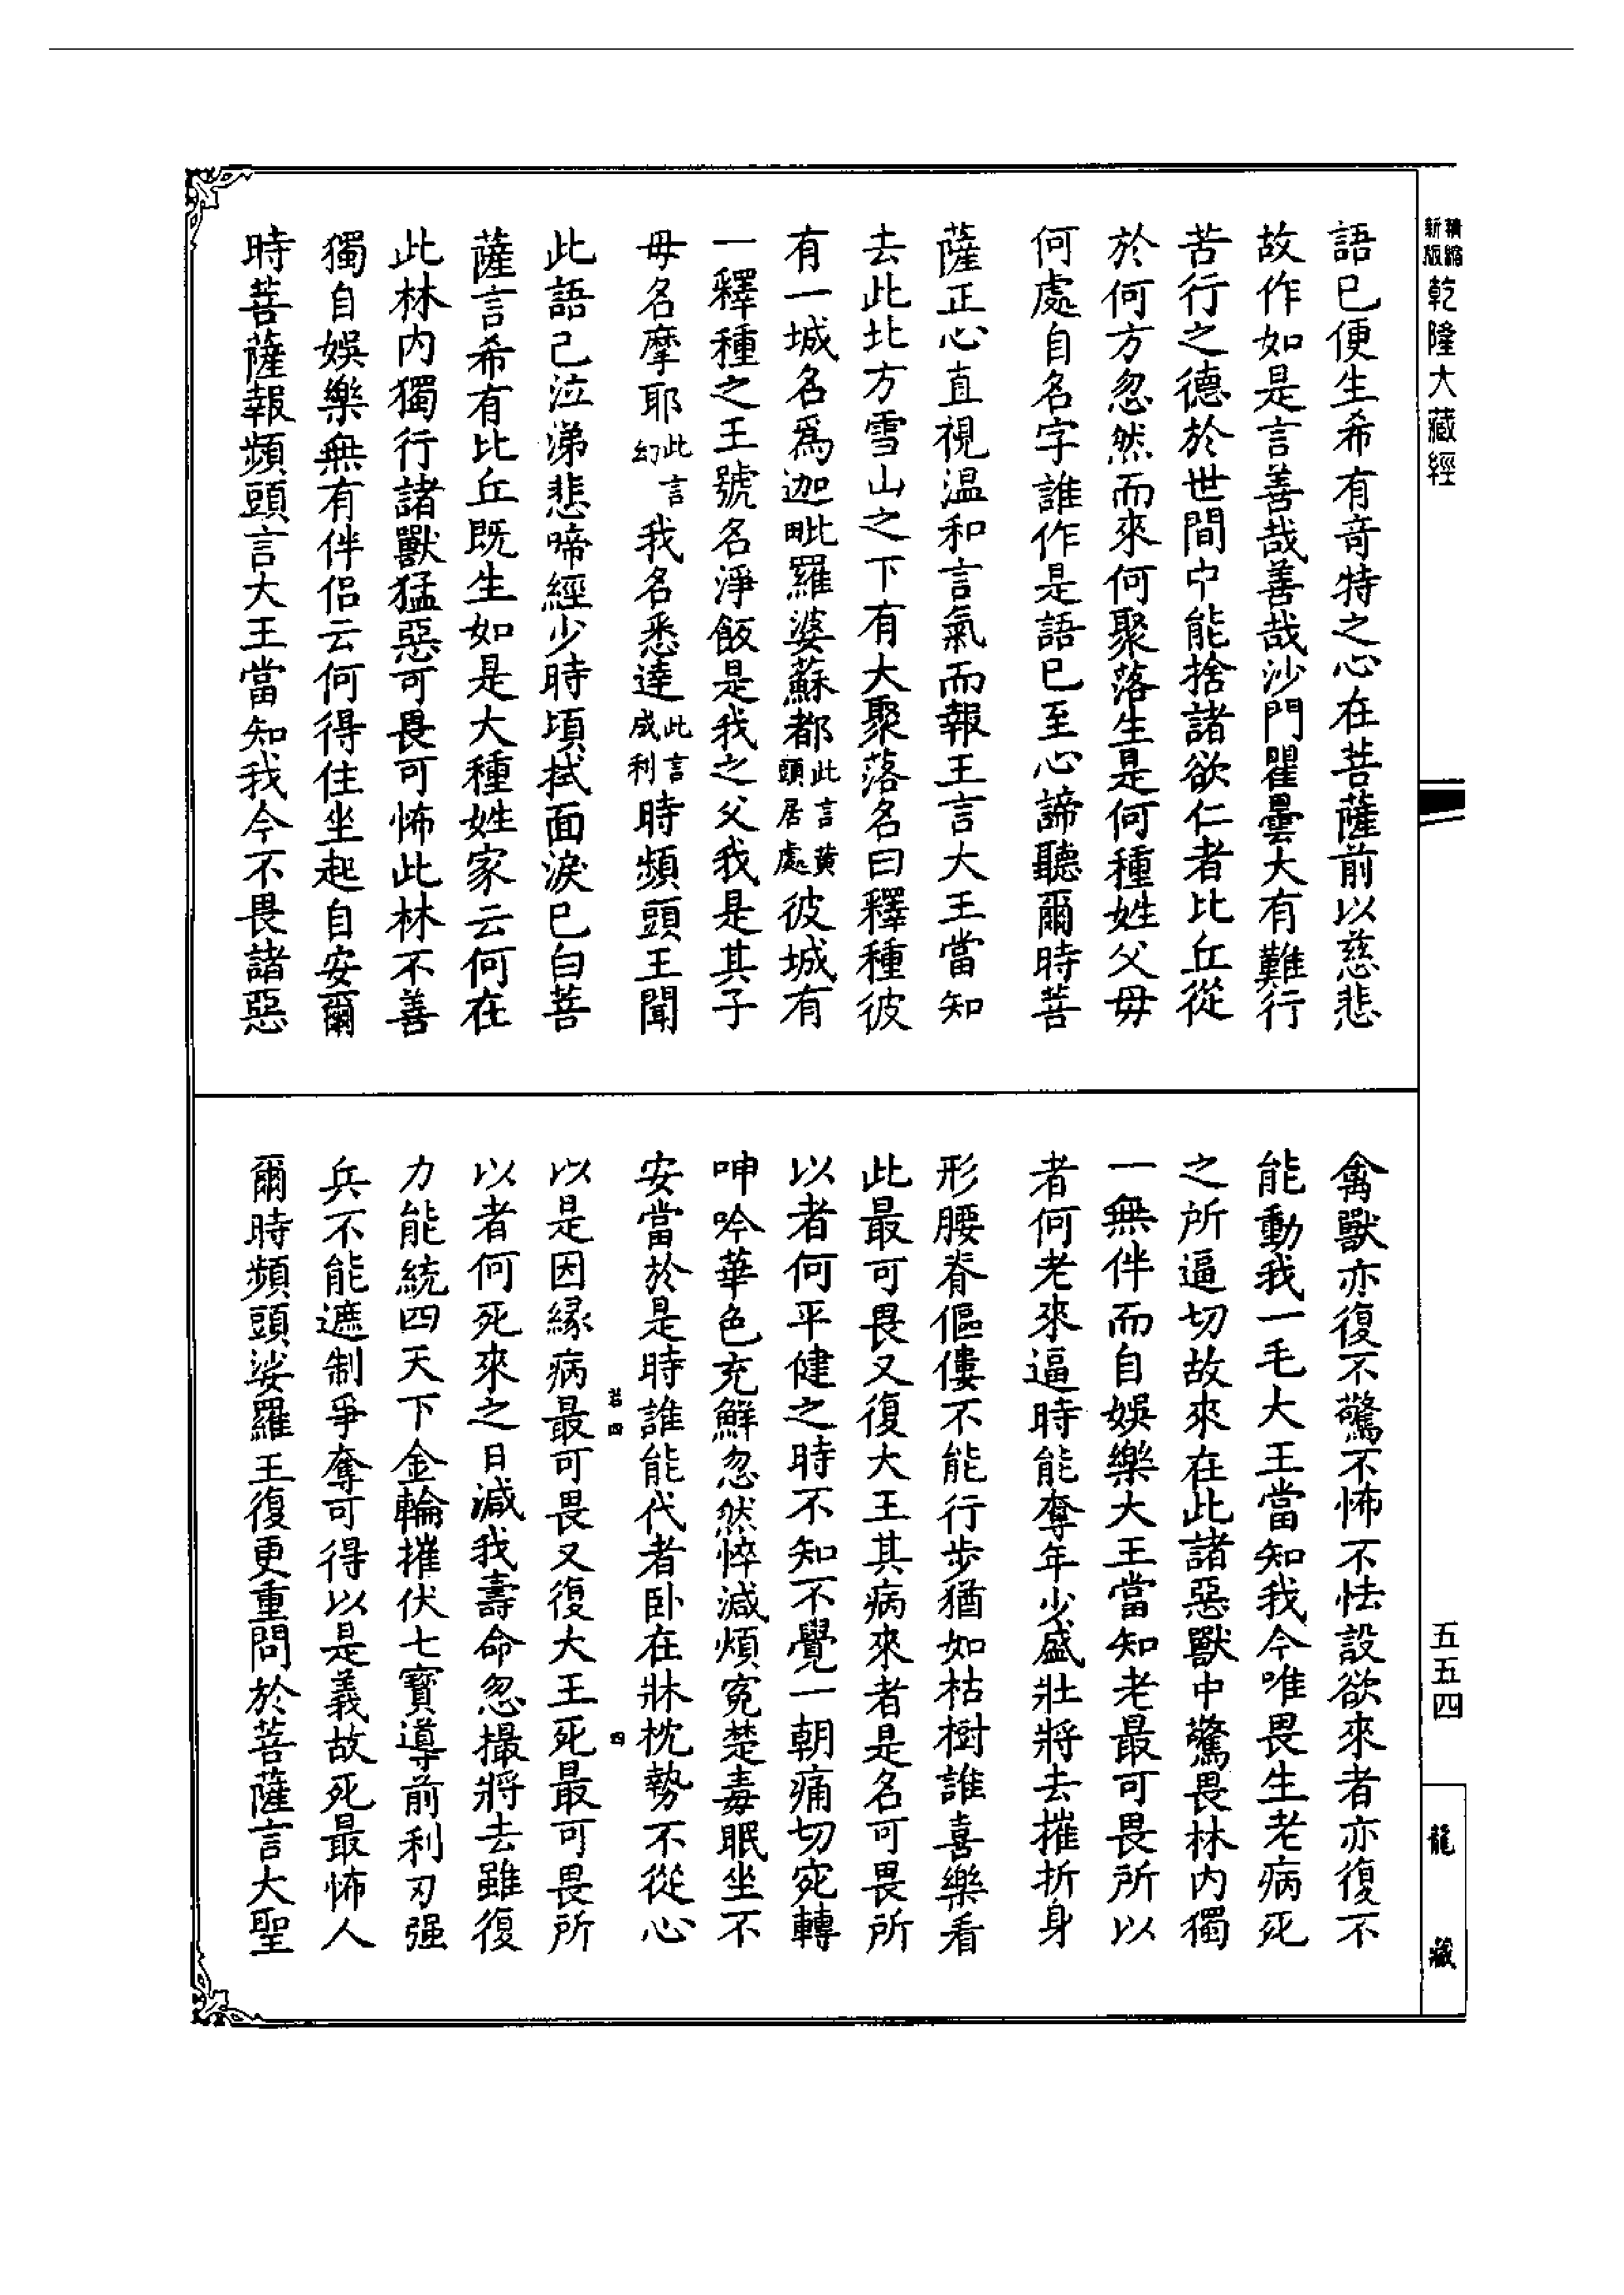 精縮新版 乾隆大藏經
語已便生希有竒特之心在菩薩前以慈悲
故作如是言善哉善哉沙門瞿曇大有難行
苦行之德於世間中能捨諸欲仁者比丘從
於何方忽然而來何聚落生是何種姓父母
何處自名字誰作是語已至心諦聽爾時菩
薩正心直視温和言氣而報王言大王當知
去此北方雪山之下有大聚落名曰釋種彼
有一城名爲迦毗羅婆蘇都此言黄頭居處彼城有
一釋種之王號名淨飯是我之父我是其子
母名摩耶此言幻我名悉達此言成利時頻頭王聞
此語已泣涕悲啼經少時頃拭面淚已白菩
薩言希有比丘既生如是大種姓家云何在
此林内獨行諸獸猛惡可畏可怖此林不善
獨自娛樂無有伴侣云何得住坐起自安爾
時菩薩報頻頭言大王當知我今不畏諸惡
禽獸亦復不驚不怖不怯設欲來者亦復不
能動我一毛大王當知我今唯畏生老病死
之所逼切故來在此諸惡獸中驚畏林内獨
一無伴而自娛樂大王當知老最可畏所以
者何老來逼時能奪年少盛壯將去摧折身
形腰脊傴僂不能行步猶如枯樹誰喜樂看
此最可畏又復大王其病來者是名可畏所
以者何平健之時不知不覺一朝痛切宛轉
呻吟華色充鮮忽然悴減煩寃楚毒眠坐不
安當於是時誰能代者卧在牀枕勢不從心
若四 四
以是因縁病最可畏又復大王死最可畏所
以者何死來之日減我壽命忽撮將去雖復
力能統四天下金輪摧伏七寳導前利刃强
兵不能遮制爭奪可得以是義故死最怖人
爾時頻頭娑羅王復更重問於菩薩言大聖
五五四
龍藏